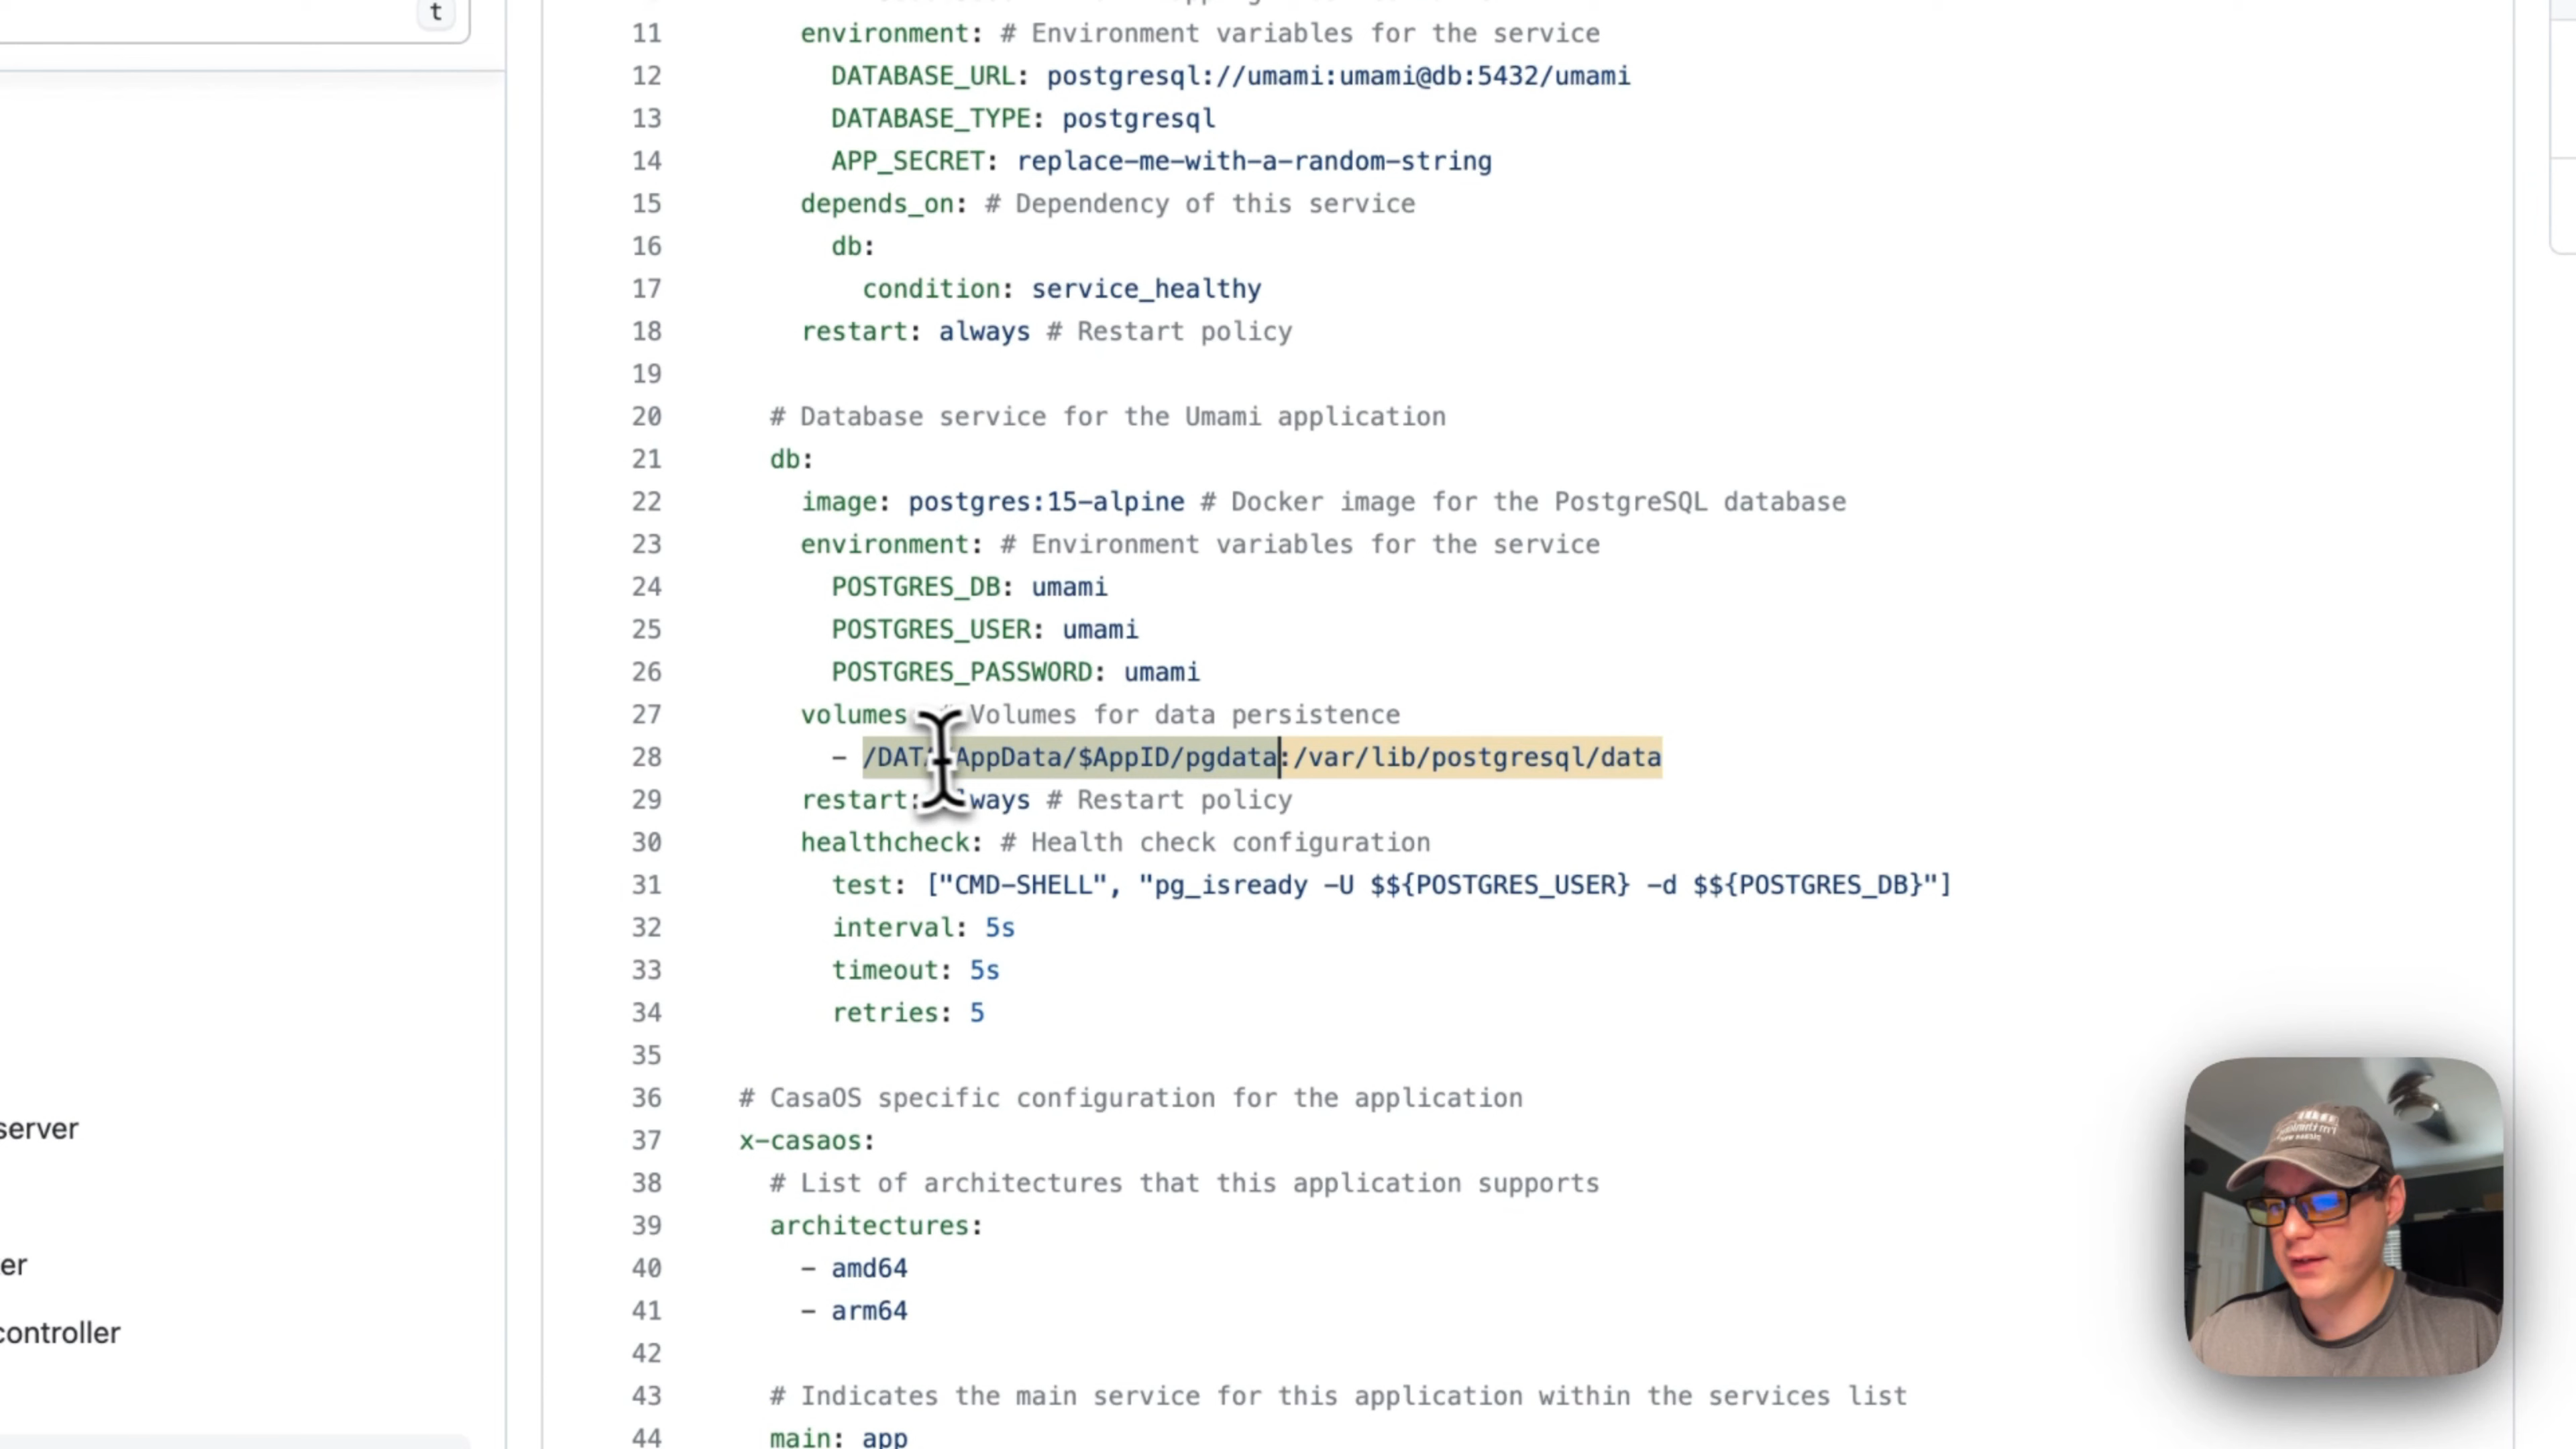 t
11 environment: # Environment variables for the service
12 DATABASE_URL: postgresql://umami:umami@db:5432/umami
13 DATABASE_TYPE: postgresql
14 APP_SECRET: replace-me-with-a-random-string
15 depends_on: # Dependency of this service
16 db:
17 condition: service_healthy
18 restart: always # Restart policy
19
20 # Database service for the Umami application
21 db:
22 image: postgres:15-alpine # Docker image for the PostgreSQL database
23 environment: # Environment variables for the service
24 POSTGRES_DB: umami
25 POSTGRES_USER: umami
26 POSTGRES_PASSWORD: umami
27 volumes # Volumes for data persistence
28 - /DATA/AppData/$AppID/pgdata:/var/lib/postgresql/data
29 restart: always # Restart policy
30 healthcheck: # Health check configuration
31 test: ["CMD-SHELL", "pg_isready -U $${POSTGRES_USER} -d $${POSTGRES_DB}"]
32 interval: 5s
33 timeout: 5s
34 retries: 5
35
36 # CasaOS specific configuration for the application
37 x-casaos:
38 # List of architectures that this application supports
39 architectures:
40 - amd64
41 - arm64
42
43 # Indicates the main service for this application within the services list
44 main: app
server
er
controller